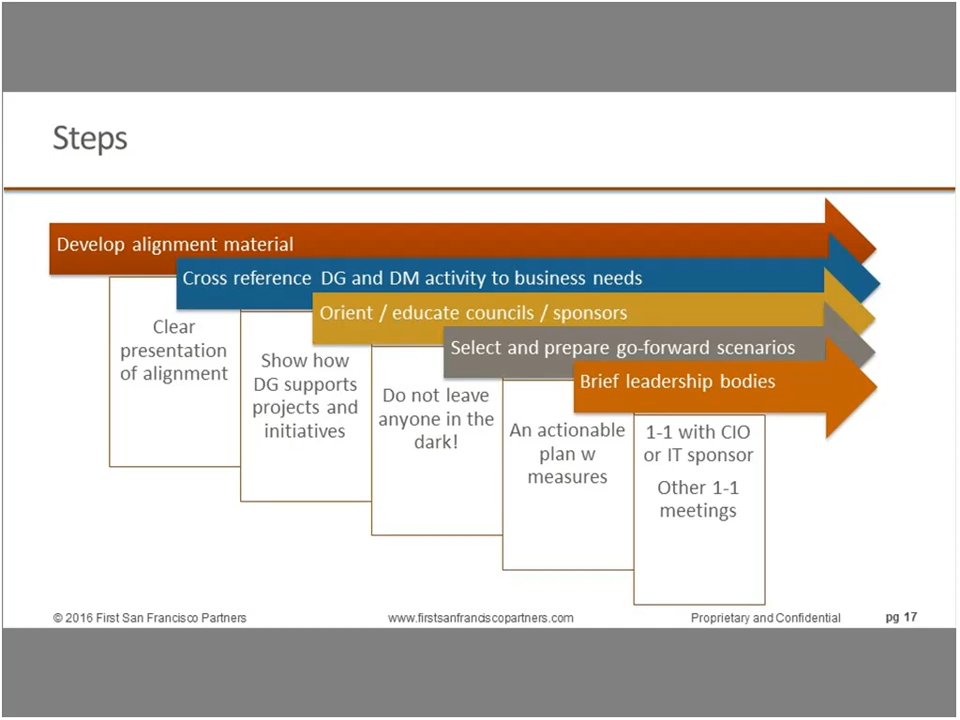 Steps
Develop alignment material
Cross reference DG and DM activity to business needs
Orient / educate councils / sponsors
Select and prepare go-forward scenarios
Brief leadership bodies
Clear
presentation
of alignment
Show how
DG supports
projects and
initiatives
Do not leave
anyone in the
dark!
An actionable
plan w
measures
1-1 with CIO
or IT sponsor
Other 1-1
meetings
© 2016 First San Francisco Partners
www.firstsanfranciscopartners.com
Proprietary and Confidential
pg 17